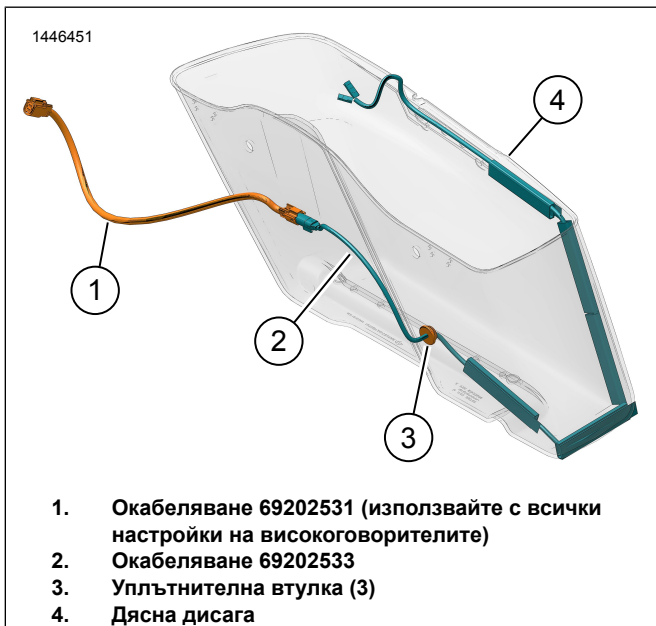 1446451
4
1
2
3
1. Окабеляване 69202531 (използвайте с всички
настройки на високоговорителите)
2. Окабеляване 69202533
3. Уплътнителна втулка (3)
4. Дясна дисага